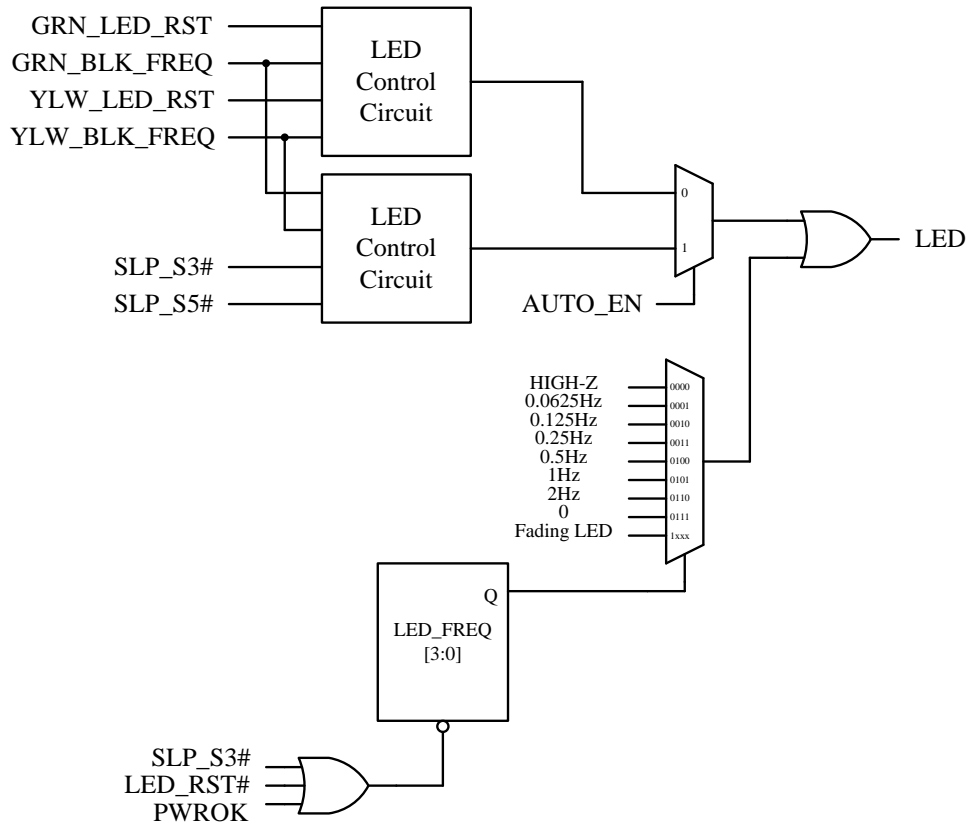 GRN_LED_RST
GRN_BLK_FREQ
YLW_LED_RST
YLW_BLK_FREQ
LED
Control
Circuit
LED
Control
Circuit
SLP_S3#
SLP_S5#
0
1
AUTO_EN
LED
HIGH-Z
0.0625Hz
0.125Hz
0.25Hz
0.5Hz
1Hz
2Hz
0
Fading LED
0000
0001
0010
0011
0100
0101
0110
0111
1xxx
Q
LED_FREQ
[3:0]
SLP_S3#
LED_RST#
PWROK